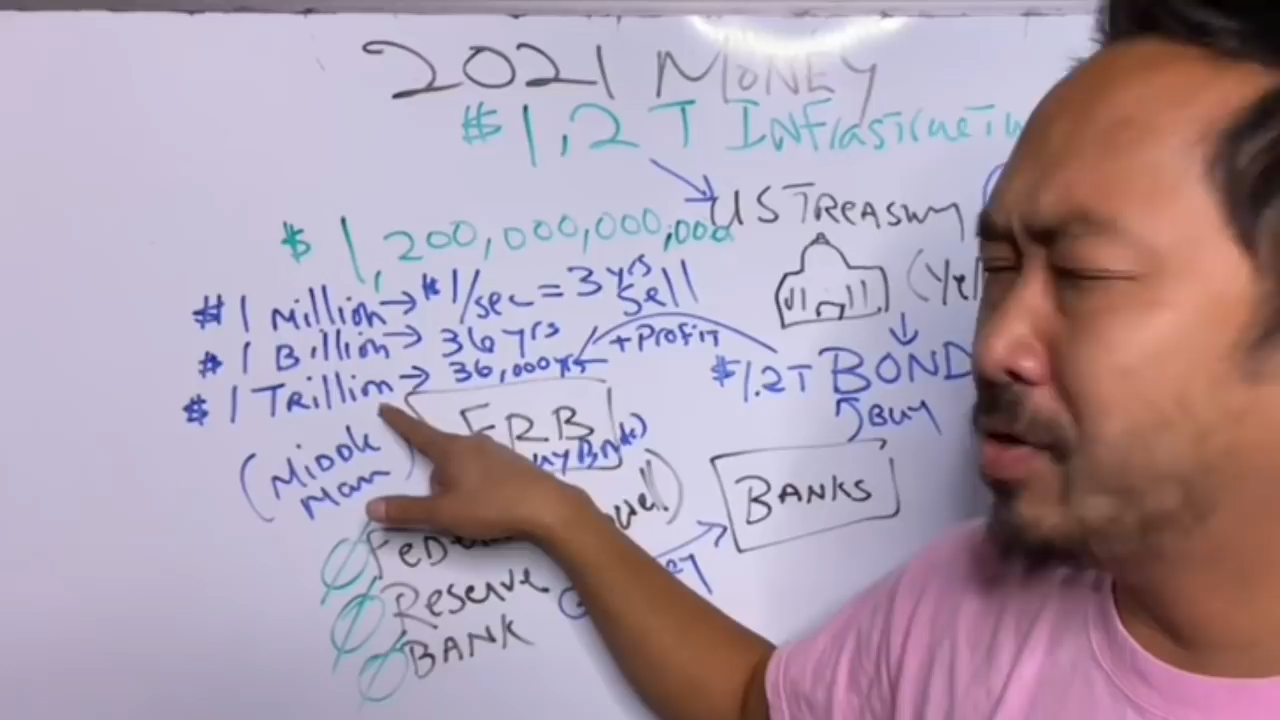 2021 MONEY
$1,2 T INfrastructu
$ 1,200,000,000,000
US Treasury
$1 Million → $1/sec = 3 yrs
Sell
$1 Billion → 36 yrs
+Profit
$1 Trillion → 36,000 yrs
(Yel
$1.2T BOND
BUY
FRB
(Middle
Man)
BANKS
Reserve
BANK